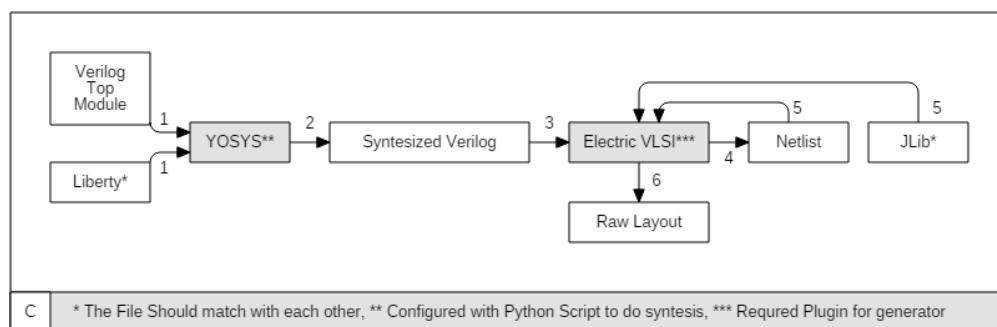 Verilog
Top
Module
1
YOSYS**
2
Syntesized Verilog
3
Electric VLSI***
4
Netlist
5
JLib*
5
Liberty*
1
6
Raw Layout
C
* The File Should match with each other, ** Configured with Python Script to do syntesis, *** Requred Plugin for generator